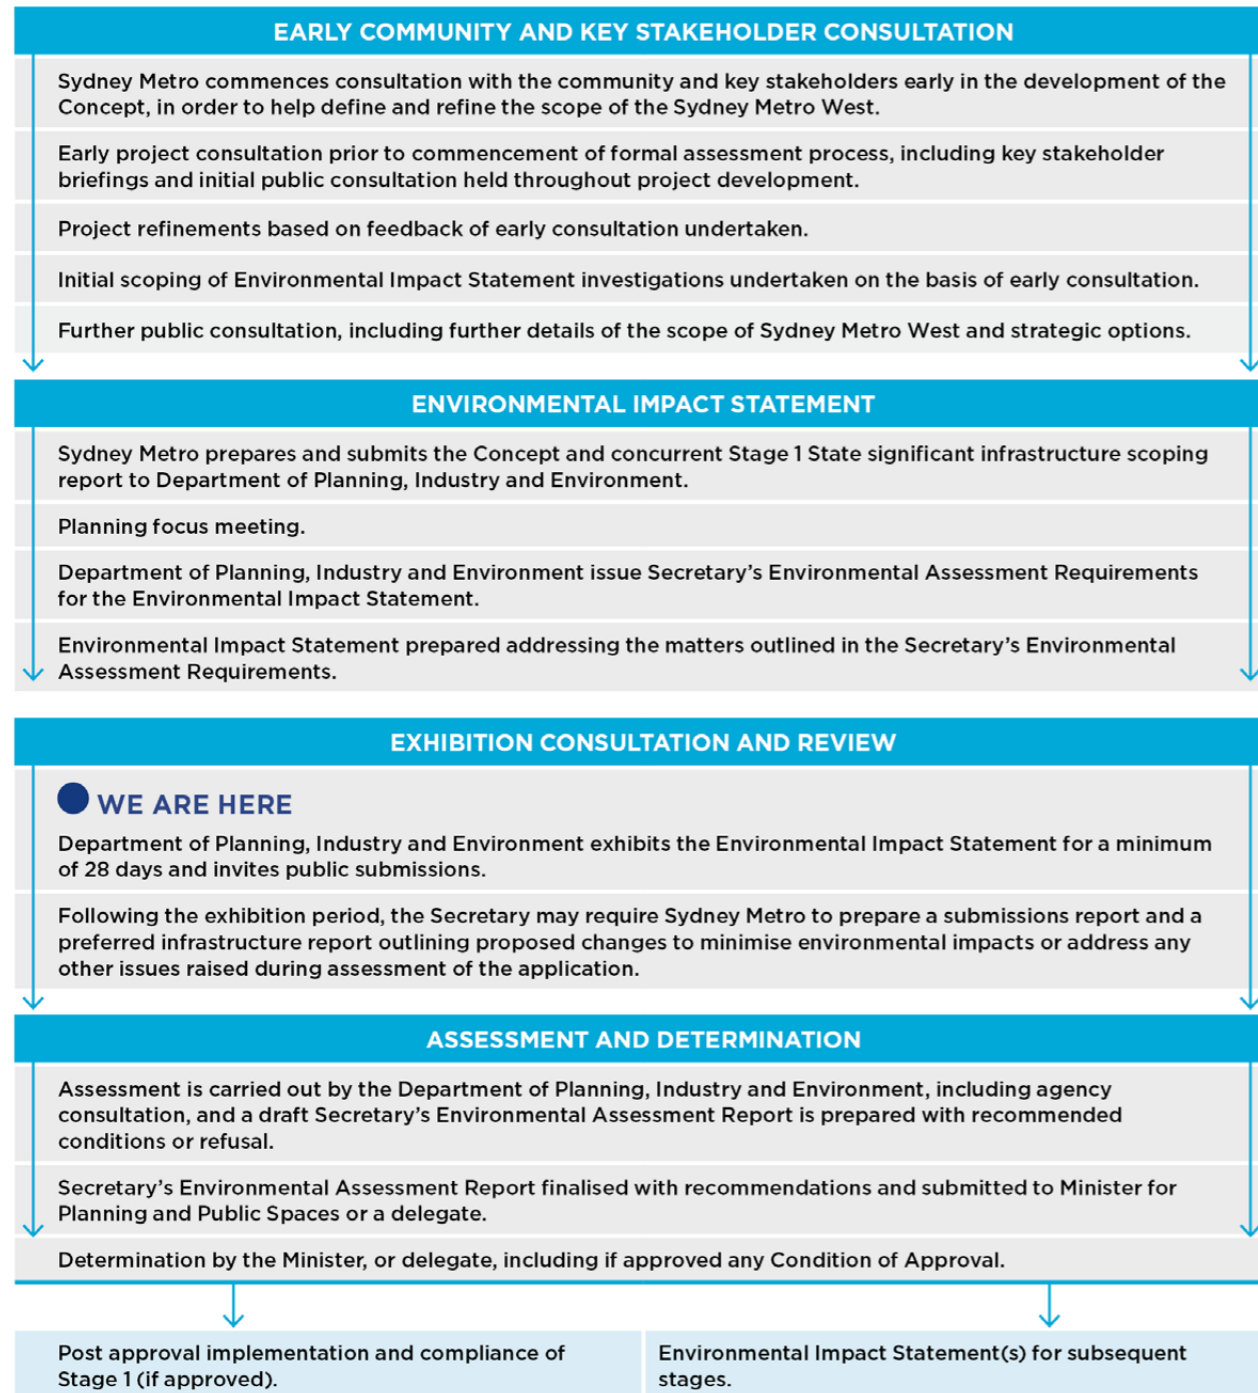 EARLY COMMUNITY AND KEY STAKEHOLDER CONSULTATION
Sydney Metro commences consultation with the community and key stakeholders early in the development of the
Concept, in order to help define and refine the scope of the Sydney Metro West.
Early project consultation prior to commencement of formal assessment process, including key stakeholder
briefings and initial public consultation held throughout project development.
Project refinements based on feedback of early consultation undertaken.
Initial scoping of Environmental Impact Statement investigations undertaken on the basis of early consultation.
Further public consultation, including further details of the scope of Sydney Metro West and strategic options.
ENVIRONMENTAL IMPACT STATEMENT
Sydney Metro prepares and submits the Concept and concurrent Stage 1 State significant infrastructure scoping
report to Department of Planning, Industry and Environment.
Planning focus meeting.
Department of Planning, Industry and Environment issue Secretary's Environmental Assessment Requirements
for the Environmental Impact Statement.
Environmental Impact Statement prepared addressing the matters outlined in the Secretary's Environmental
Assessment Requirements.
EXHIBITION CONSULTATION AND REVIEW
WE ARE HERE
Department of Planning, Industry and Environment exhibits the Environmental Impact Statement for a minimum
of 28 days and invites public submissions.
Following the exhibition period, the Secretary may require Sydney Metro to prepare a submissions report and a
preferred infrastructure report outlining proposed changes to minimise environmental impacts or address any
other issues raised during assessment of the application.
ASSESSMENT AND DETERMINATION
Assessment is carried out by the Department of Planning, Industry and Environment, including agency
consultation, and a draft Secretary's Environmental Assessment Report is prepared with recommended
conditions or refusal.
Secretary's Environmental Assessment Report finalised with recommendations and submitted to Minister for
Planning and Public Spaces or a delegate.
Determination by the Minister, or delegate, including if approved any Condition of Approval.
Post approval implementation and compliance of
Stage 1 (if approved).
Environmental Impact Statement(s) for subsequent
stages.